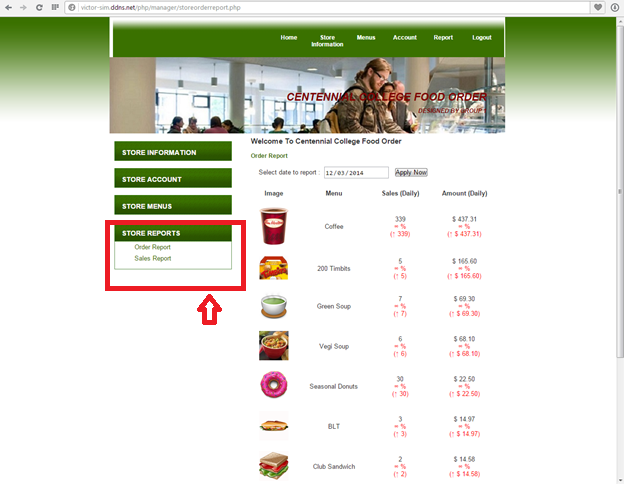 victor-sim.ddns.net/php/manager/storeorderreport.php
Home Store Information Menus Account Report Logout
CENTENNIAL COLLEGE FOOD ORDER
DESIGNED BY GROUP
STORE INFORMATION
STORE ACCOUNT
STORE MENUS
STORE REPORTS
Order Report
Sales Report
Welcome To Centennial College Food Order
Order Report
Select date to report : 12/03/2014 Apply Now
Image Menu Sales (Daily) Amount (Daily)
Coffee 339 $ 437.31
= % = %
(↑ 339) (↑ $ 437.31)
200 Timbits 5 $ 165.60
= % = %
(↑ 5) (↑ $ 165.60)
Green Soup 7 $ 69.30
= % = %
(↑ 7) (↑ $ 69.30)
Vegi Soup 6 $ 68.10
= % = %
(↑ 6) (↑ $ 68.10)
Seasonal Donuts 30 $ 22.50
= % = %
(↑ 30) (↑ $ 22.50)
BLT 3 $ 14.97
= % = %
(↑ 3) (↑ $ 14.97)
Club Sandwich 2 $ 14.58
= % = %
(↑ 2) (↑ $ 14.58)